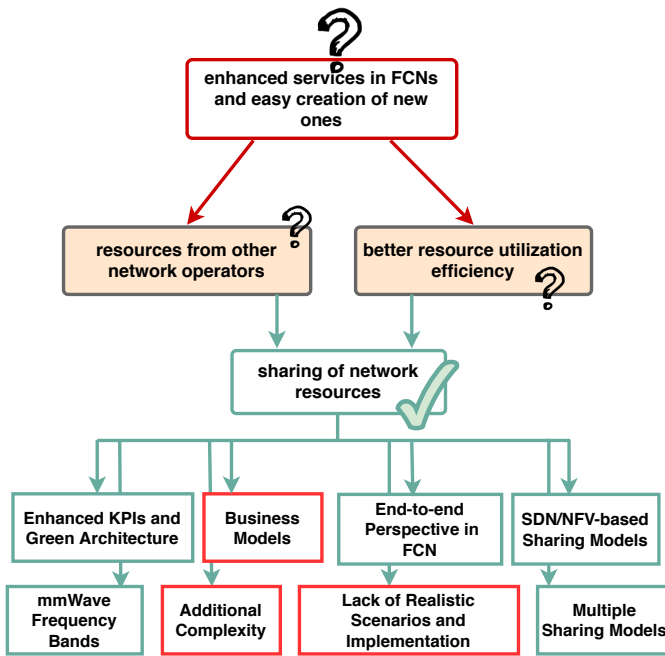 ?
enhanced services in FCNs
and easy creation of new
ones
resources from other
network operators
?
better resource utilization
efficiency
?
sharing of network
resources
Enhanced KPIs and
Green Architecture
Business
Models
End-to-end
Perspective in
FCN
SDN/NFV-based
Sharing Models
mmWave
Frequency
Bands
Additional
Complexity
Lack of Realistic
Scenarios and
Implementation
Multiple
Sharing Models